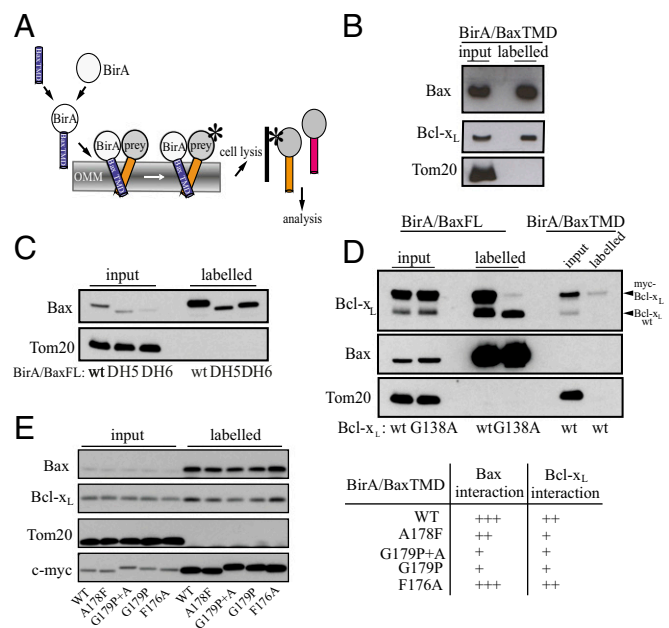 A
BaxTMD
BirA
BirA
BaxTMD
BirA
prey
BirA
prey
*
cell lysis
*
OMM
Bax TMD
Bax TMD
analysis
B
BirA/BaxTMD
input labelled
Bax
Bcl-xL
Tom20
C
input labelled
Bax
Tom20
BirA/BaxFL: wt DH5 DH6 wt DH5 DH6
D
BirA/BaxFL BirA/BaxTMD
input labelled input labelled
Bcl-xL
myc-
Bcl-xL
Bcl-xL
wt
Bax
Tom20
Bcl-xL: wt G138A wt G138A wt wt
E
input labelled
Bax
Bcl-xL
Tom20
c-myc
WT A178F G179P+A G179P F176A WT A178F G179P+A G179P F176A
BirA/BaxTMD Bax interaction Bcl-xL interaction
WT +++ ++
A178F ++ +
G179P+A + +
G179P + +
F176A +++ ++